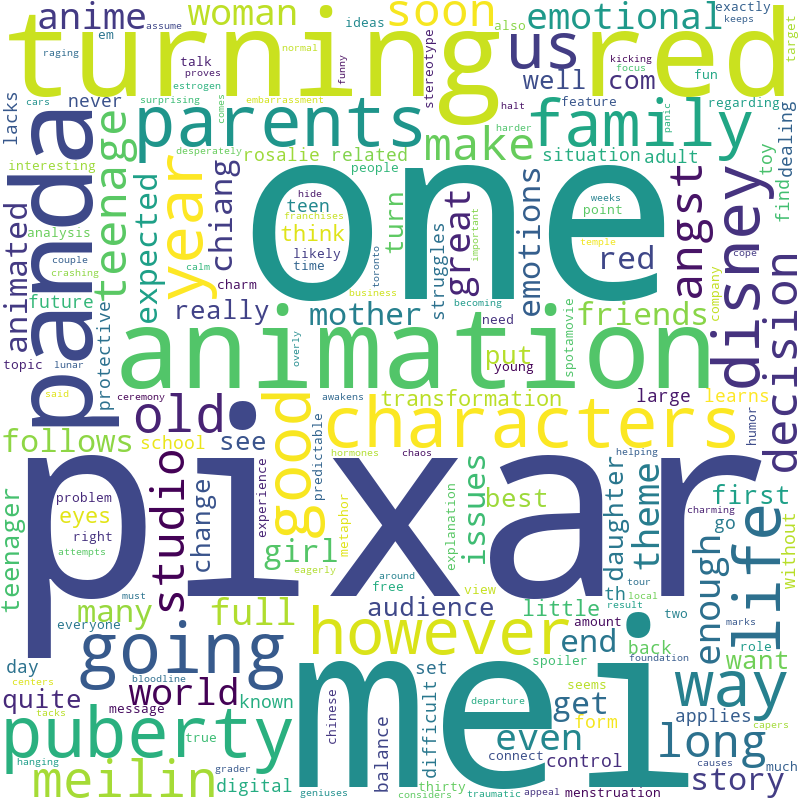 anime
assume
woman
soon
ideas
also
emotional
exactly
keeps
turning
red
target
em
raging
talk
proves
estrogen
normal
funny
stereotype
us
well
com
kicking
focus
fun
lacks
cars
never
surprising
comes
embarrassment
halt
feature
regarding
panic
dealing
panda
teenage
parents
make
family
harder
interesting
desperately
rosalie
related
people
situation
adult
toy
find
year
chiang
one
disney
angst
expected
teen
hide
franchises
think
likely
time
turn
struggles
great
important
emotions
weeks
point
temple
red
company
cope
decision
animated
analysis
couple
crashing
future
calm
charm
toronto
business
becoming
topic
lunar
protective
really
mother
need
friends
spotamovie
said
overly
animation
put
young
ceremony
awakens
transformation
large
learns
old
good
characters
humor
follows
school
see
predictable
hormones
chaos
helping
pixar
studio
change
experience
girl
metaphor
explanation
issues
best
daughter
theme
first
charming
go
life
without
problem
eyes
right
attempts
eagerly
around
free
view
th
tour
local
result
enough
teenager
many
full
audience
little
amount
two
must
everyone
going
however
end
back
foundation
marks
role
want
day
bloodline
set
spoiler
seems
way
centers
quite
message
world
known
chinese
mei
departure
get
form
applies
tacks
puberty
true
balance
difficult
even
connect
control
long
capers
story
hanging
meilin
grader
digital
geniuses
considers
thirty
traumatic
appeal
menstruation
causes
much